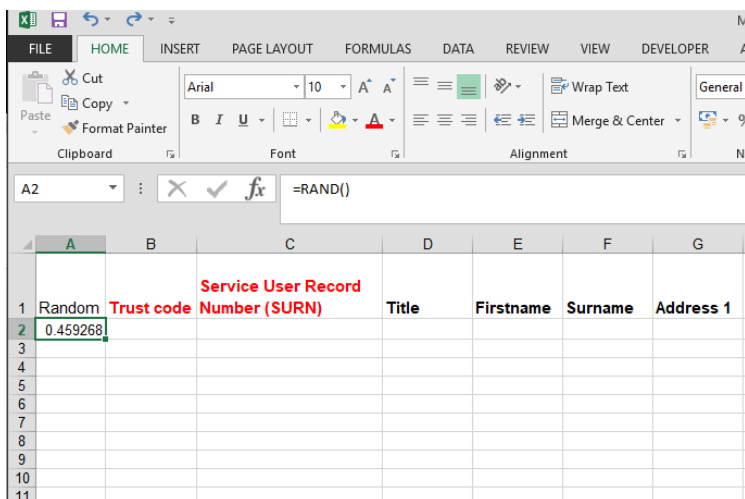 M
FILE HOME INSERT PAGE LAYOUT FORMULAS DATA REVIEW VIEW DEVELOPER
Cut
Arial 10 A A Wrap Text General
Copy
Paste B I U A Merge & Center %
Format Painter
Clipboard Font Alignment N
A2 fx =RAND()
A B C D E F G
1 Random Trust code Service User Record
Number (SURN) Title Firstname Surname Address 1
2 0.459268
3
4
5
6
7
8
9
10
11